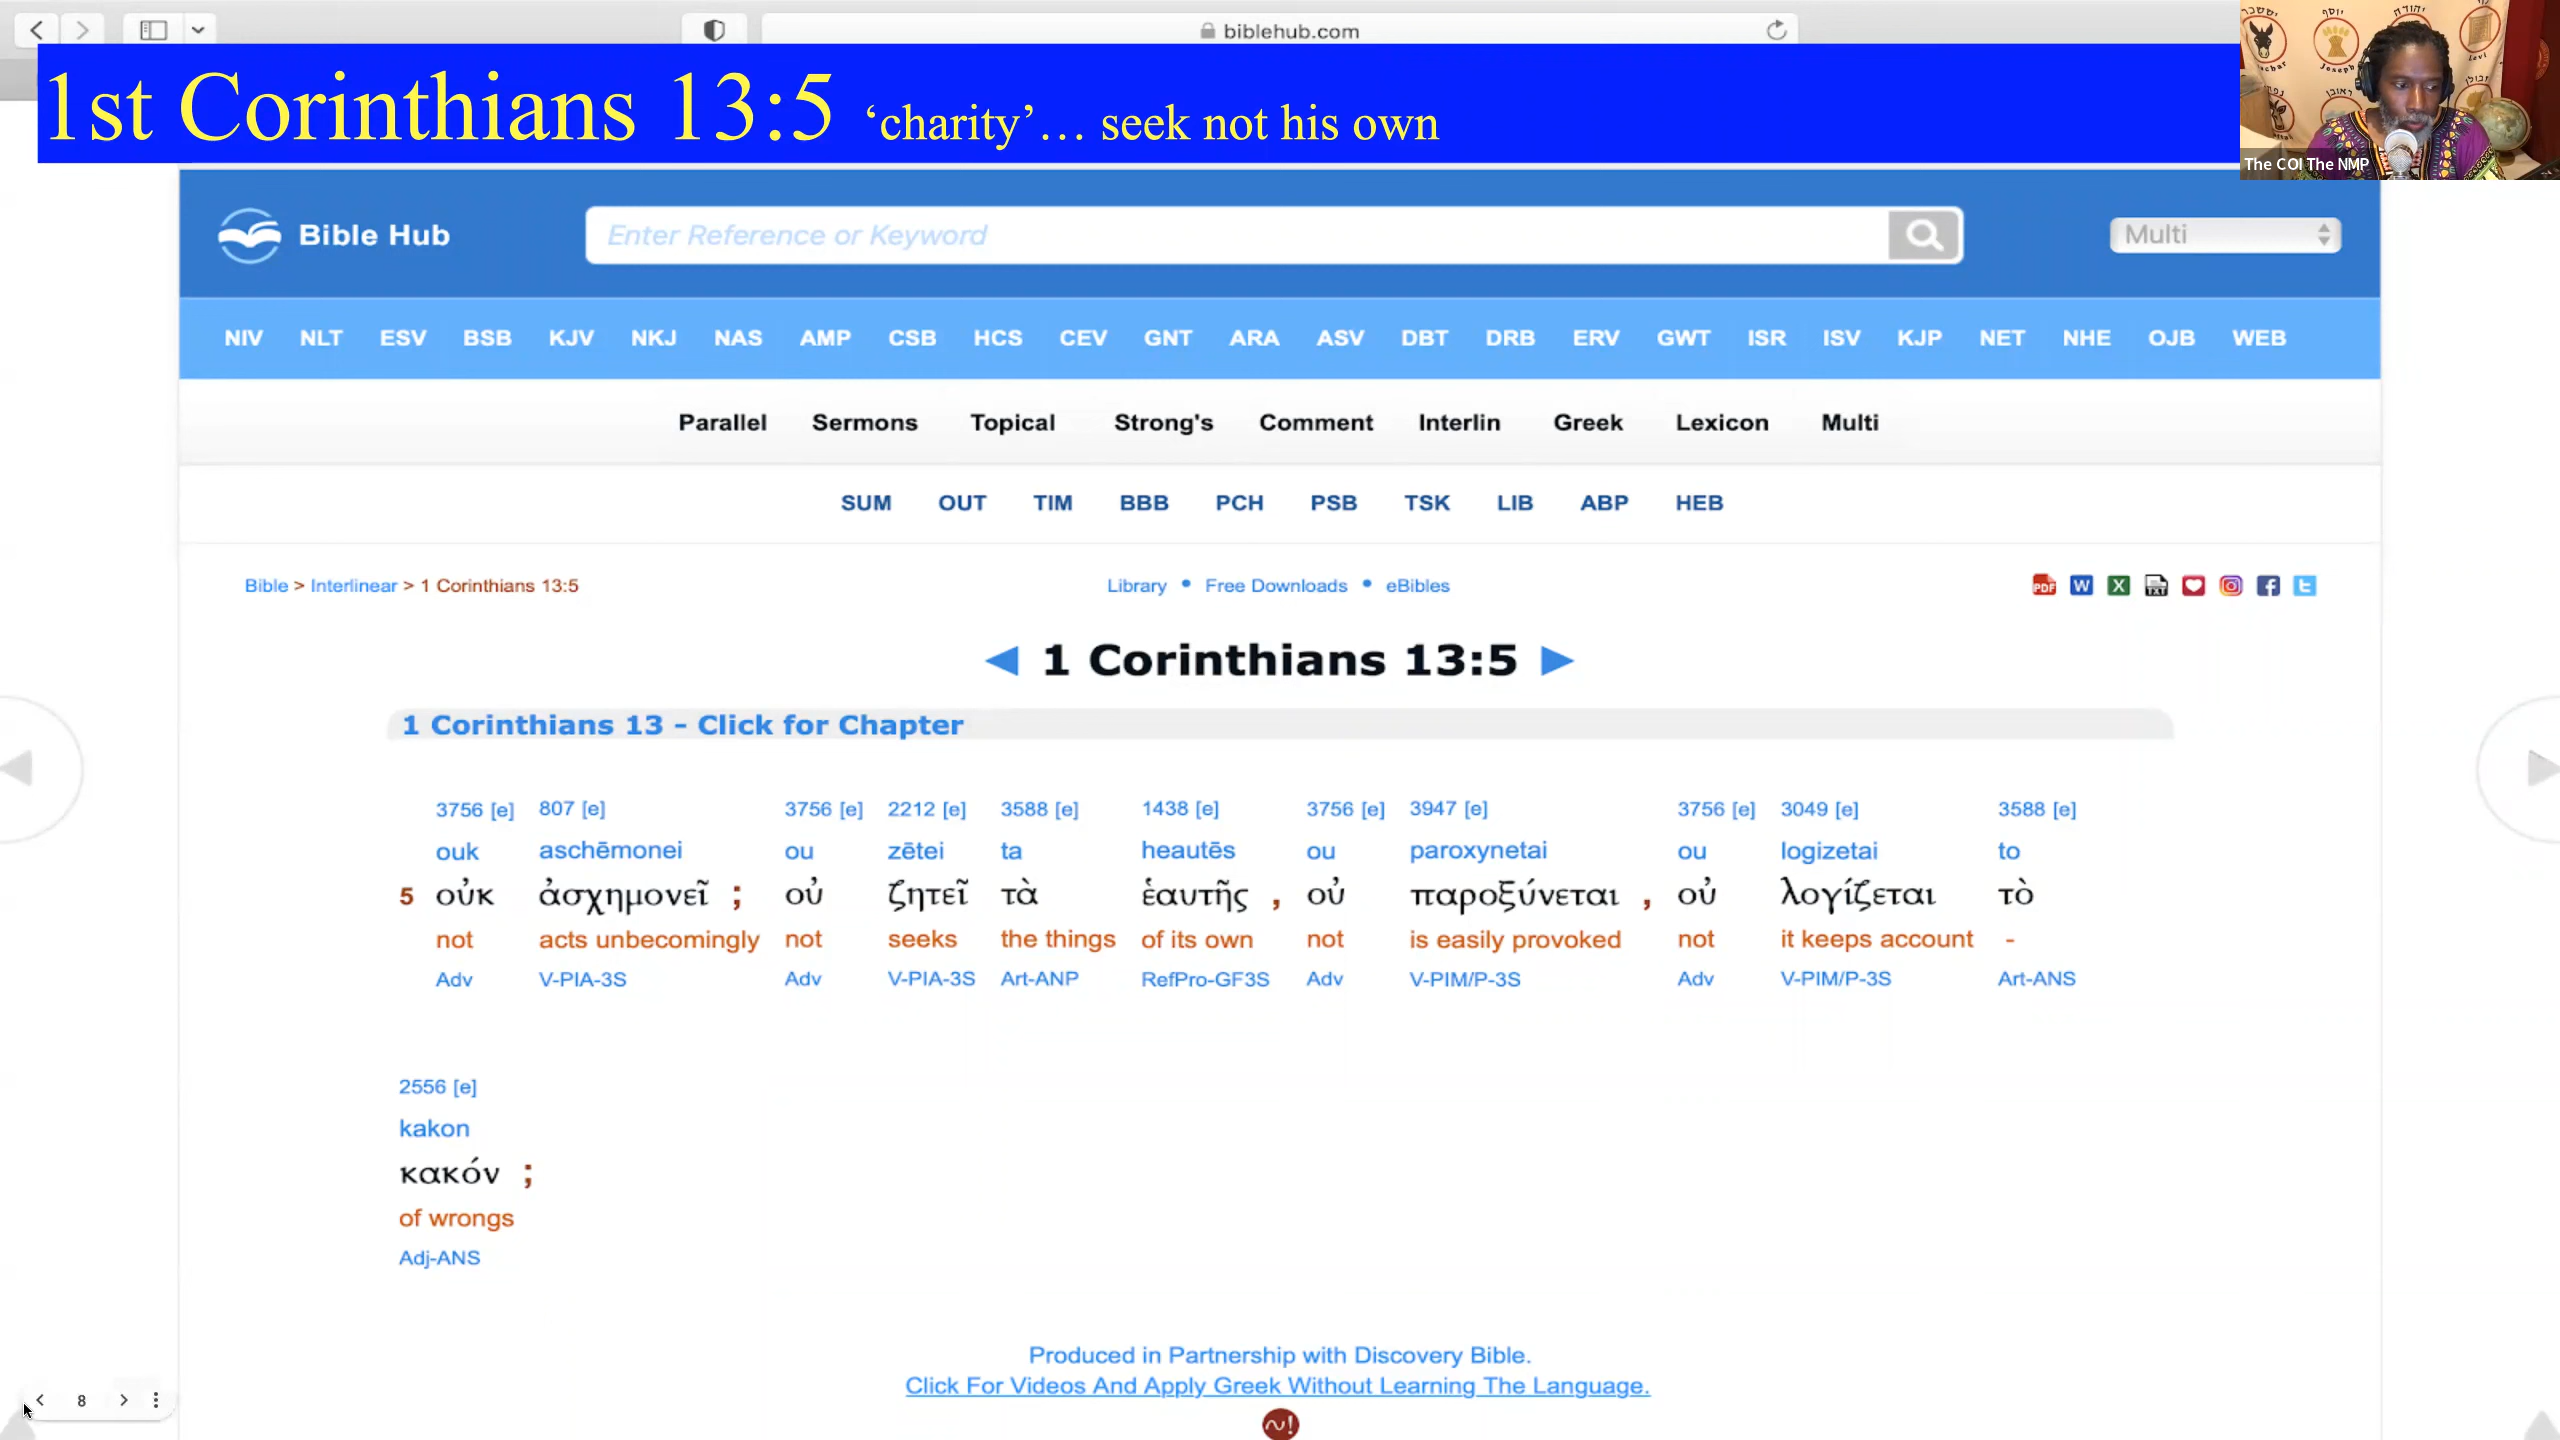 biblehub.com
1st Corinthians 13:5 ‘charity’… seek not his own
יששכר
יוסף
יהודה
Joseph
Levi
The COI The NMP
Bible Hub
Enter Reference or Keyword
Multi
NIV NLT ESV BSB KJV NKJ NAS AMP CSB HCS CEV GNT ARA ASV DBT DRB ERV GWT ISR ISV KJP NET NHE OJB WEB
Parallel Sermons Topical Strong's Comment Interlin Greek Lexicon Multi
SUM OUT TIM BBB PCH PSB TSK LIB ABP HEB
Bible > Interlinear > 1 Corinthians 13:5
Library • Free Downloads • eBibles
PDF W X TXT
◀ 1 Corinthians 13:5 ▶
1 Corinthians 13 - Click for Chapter
3756 [e] 807 [e] 3756 [e] 2212 [e] 3588 [e] 1438 [e] 3756 [e] 3947 [e] 3756 [e] 3049 [e] 3588 [e]
ouk aschēmonei ou zētei ta heautēs ou paroxynetai ou logizetai to
5 οὐκ ἀσχημονεῖ ; οὐ ζητεῖ τὰ ἑαυτῆς , οὐ παροξύνεται , οὐ λογίζεται τὸ
not acts unbecomingly not seeks the things of its own not is easily provoked not it keeps account -
Adv V-PIA-3S Adv V-PIA-3S Art-ANP RefPro-GF3S Adv V-PIM/P-3S Adv V-PIM/P-3S Art-ANS
2556 [e]
kakon
κακόν ;
of wrongs
Adj-ANS
Produced in Partnership with Discovery Bible.
Click For Videos And Apply Greek Without Learning The Language.
8